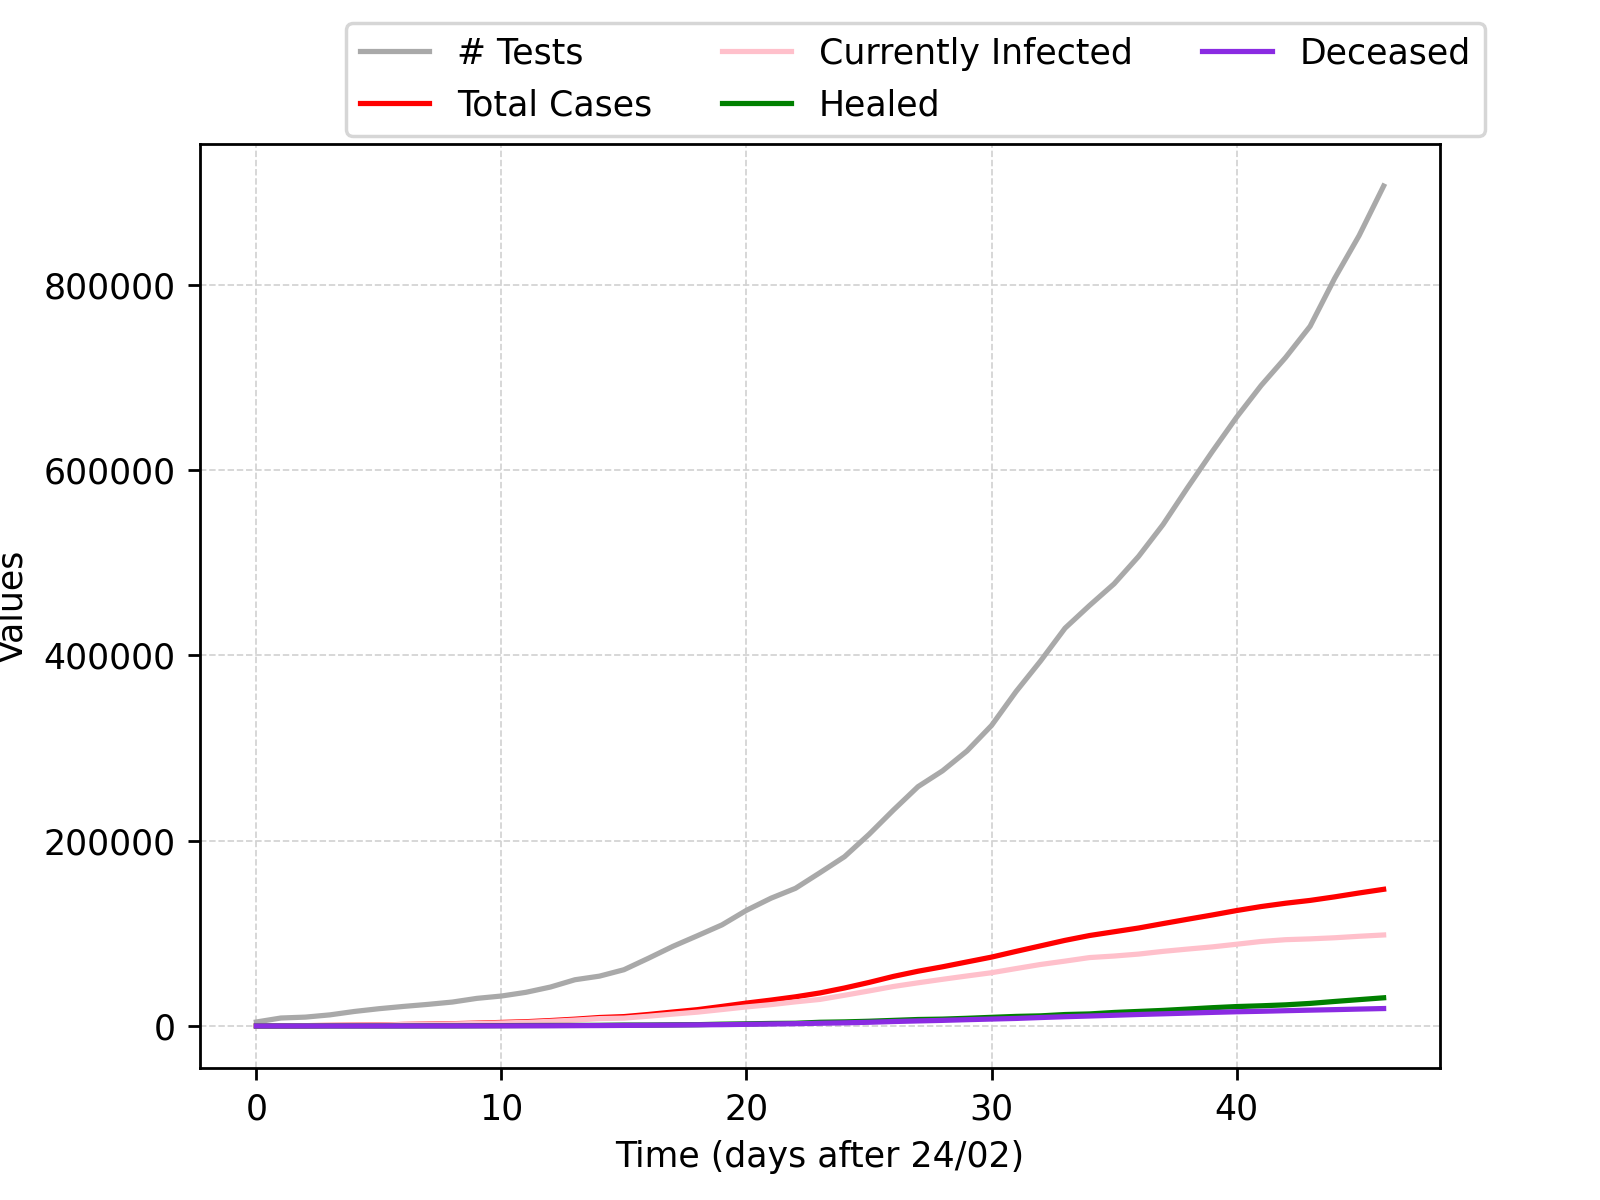 # Tests
Currently Infected
Deceased
Total Cases
Healed
Values
800000
600000
400000
200000
0
0
10
20
30
40
Time (days after 24/02)